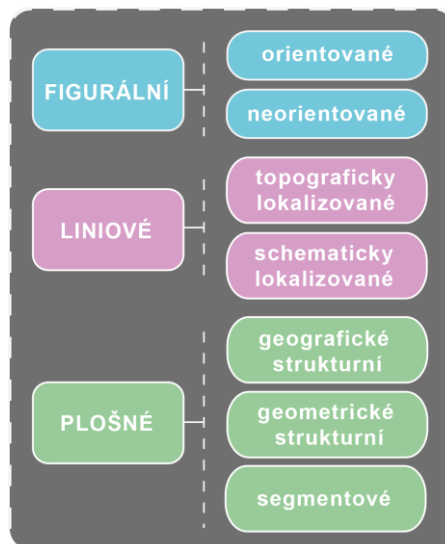 FIGURÁLNÍ
orientované
neorientované
LINIOVÉ
topograficky
lokalizované
schematicky
lokalizované
PLOŠNÉ
geografické
strukturní
geometrické
strukturní
segmentové